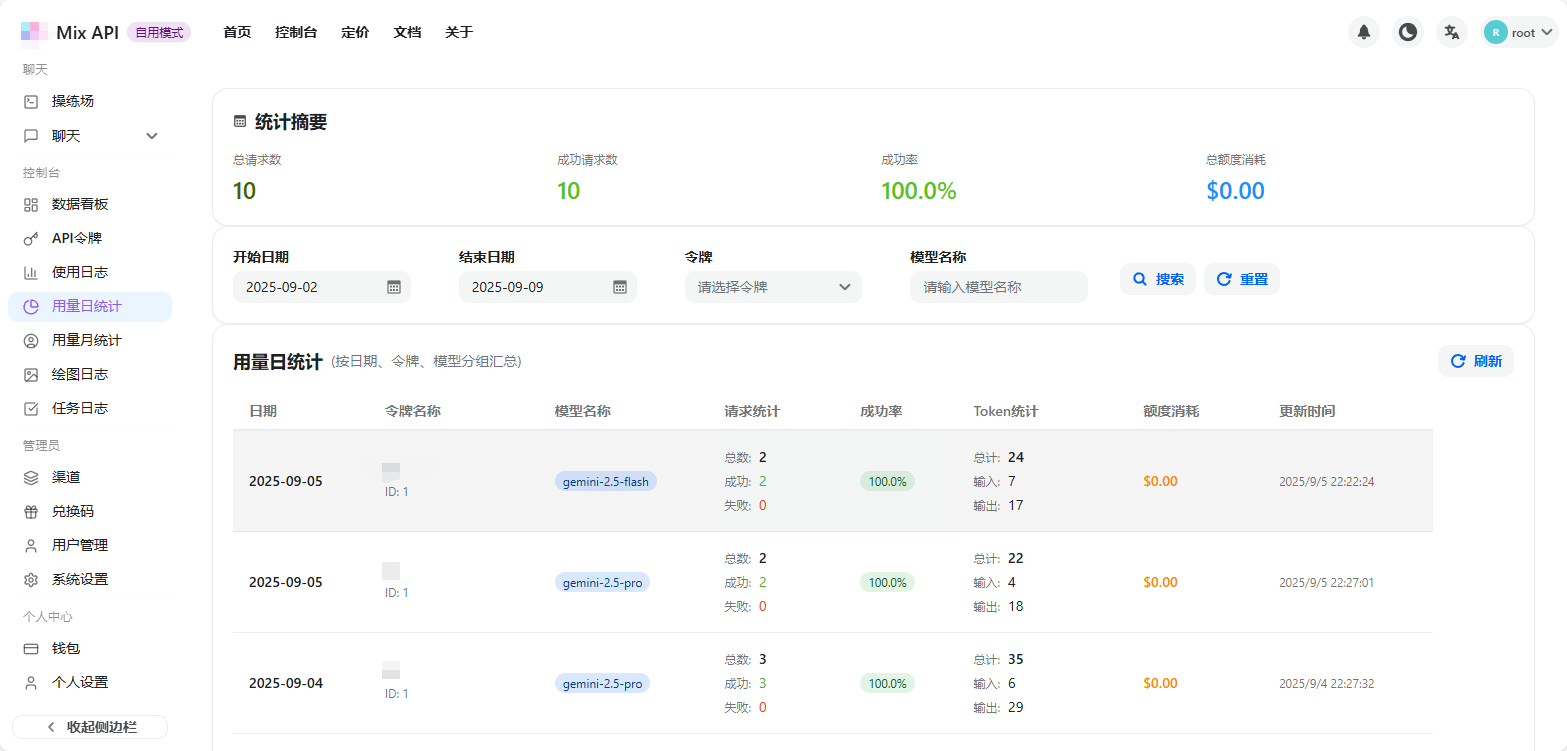 Mix API 自用模式 首页 控制台 定价 文档 关于 R root
聊天
操练场
聊天
控制台
数据看板
API令牌
使用日志
用量日统计
用量月统计
绘图日志
任务日志
管理员
渠道
兑换码
用户管理
系统设置
个人中心
钱包
个人设置
收起侧边栏
统计摘要
总请求数 成功请求数 成功率 总额度消耗
10 10 100.0% $0.00
开始日期 结束日期 令牌 模型名称
2025-09-02 2025-09-09 请选择令牌 请输入模型名称 搜索 重置
用量日统计 (按日期、令牌、模型分组汇总) 刷新
日期 令牌名称 模型名称 请求统计 成功率 Token统计 额度消耗 更新时间
总数: 2 总计: 24
2025-09-05 gemini-2.5-flash 成功: 2 100.0% 输入: 7 $0.00 2025/9/5 22:22:24
ID: 1 失败: 0 输出: 17
总数: 2 总计: 22
2025-09-05 gemini-2.5-pro 成功: 2 100.0% 输入: 4 $0.00 2025/9/5 22:27:01
ID: 1 失败: 0 输出: 18
总数: 3 总计: 35
2025-09-04 gemini-2.5-pro 成功: 3 100.0% 输入: 6 $0.00 2025/9/4 22:27:32
ID: 1 失败: 0 输出: 29